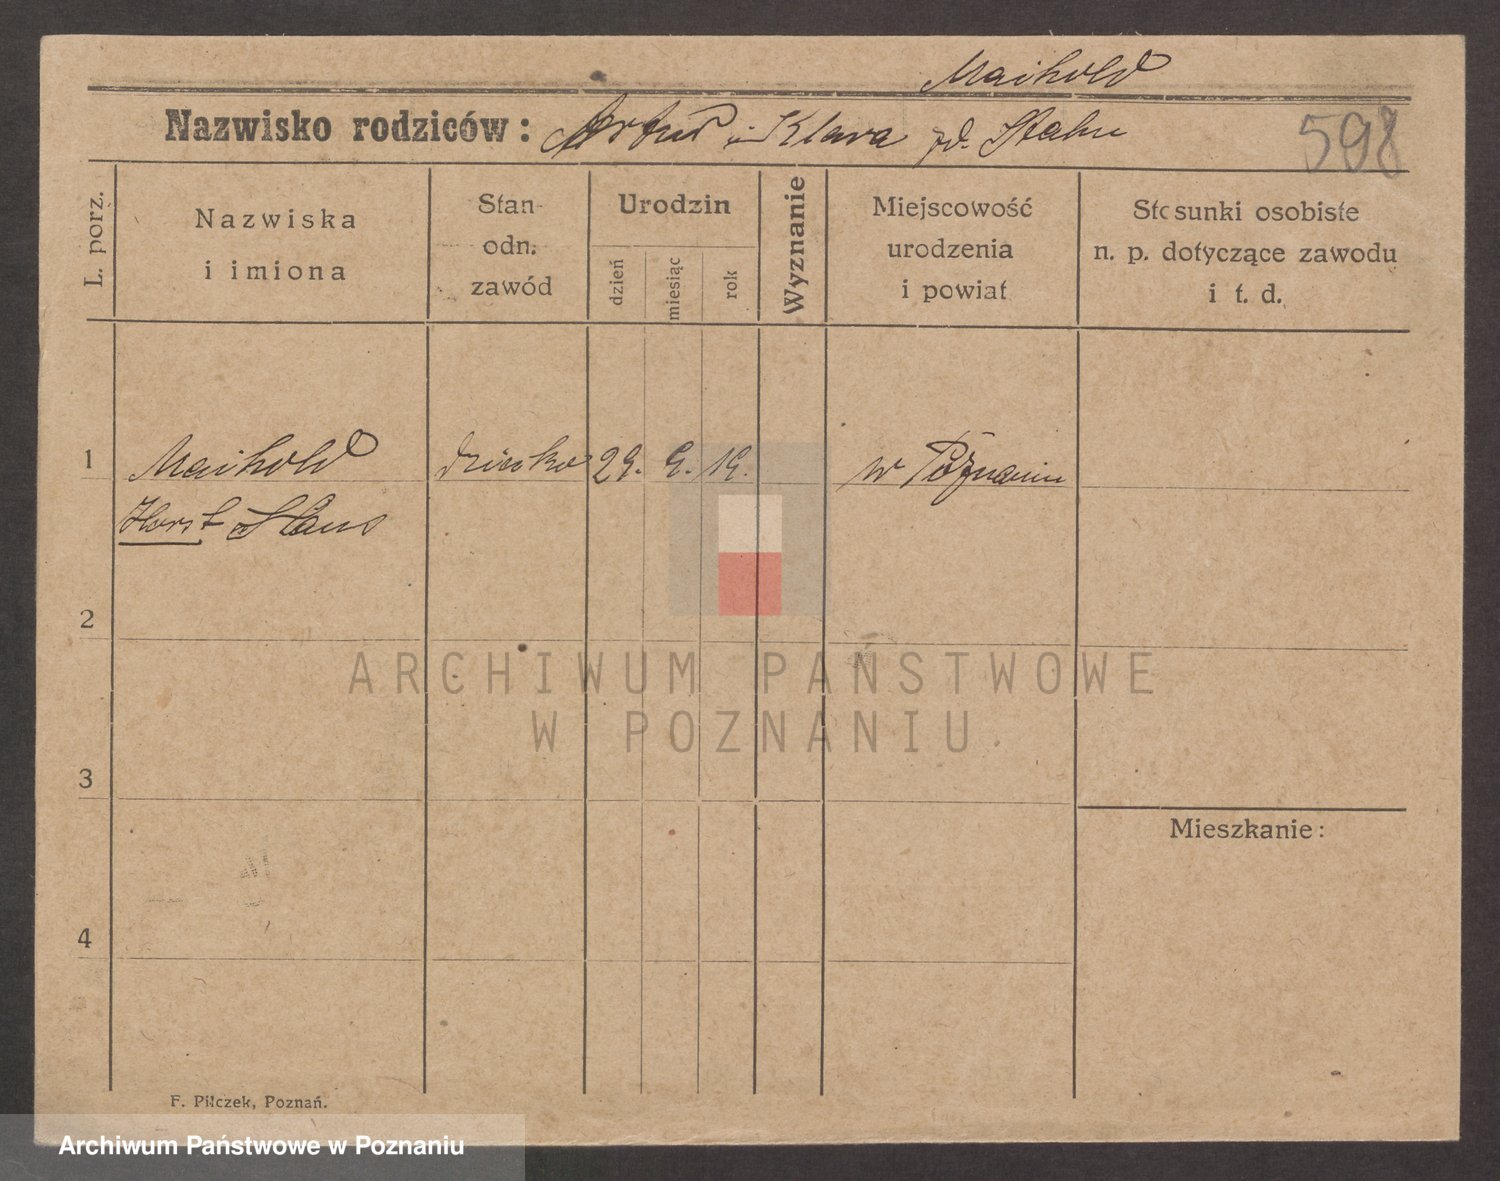 Maihold
Nazwisko rodziców: Artur i Klara zd. Stahn
598
L. porz.
Nazwiska
i imiona
Stan
odn.
zawód
Urodzin
dzień
miesiąc
rok
Wyznanie
Miejscowość
urodzenia
i powiat
Stosunki osobiste
n. p. dotyczące zawodu
i t. d.
1 Maihold dziecko 29. 9. 19. w Poznaniu
Horst Hans
2
ARCHIWUM PAŃSTWOWE
W POZNANIU
3
Mieszkanie:
4
F. Pilczek, Poznań.
Archiwum Państwowe w Poznaniu